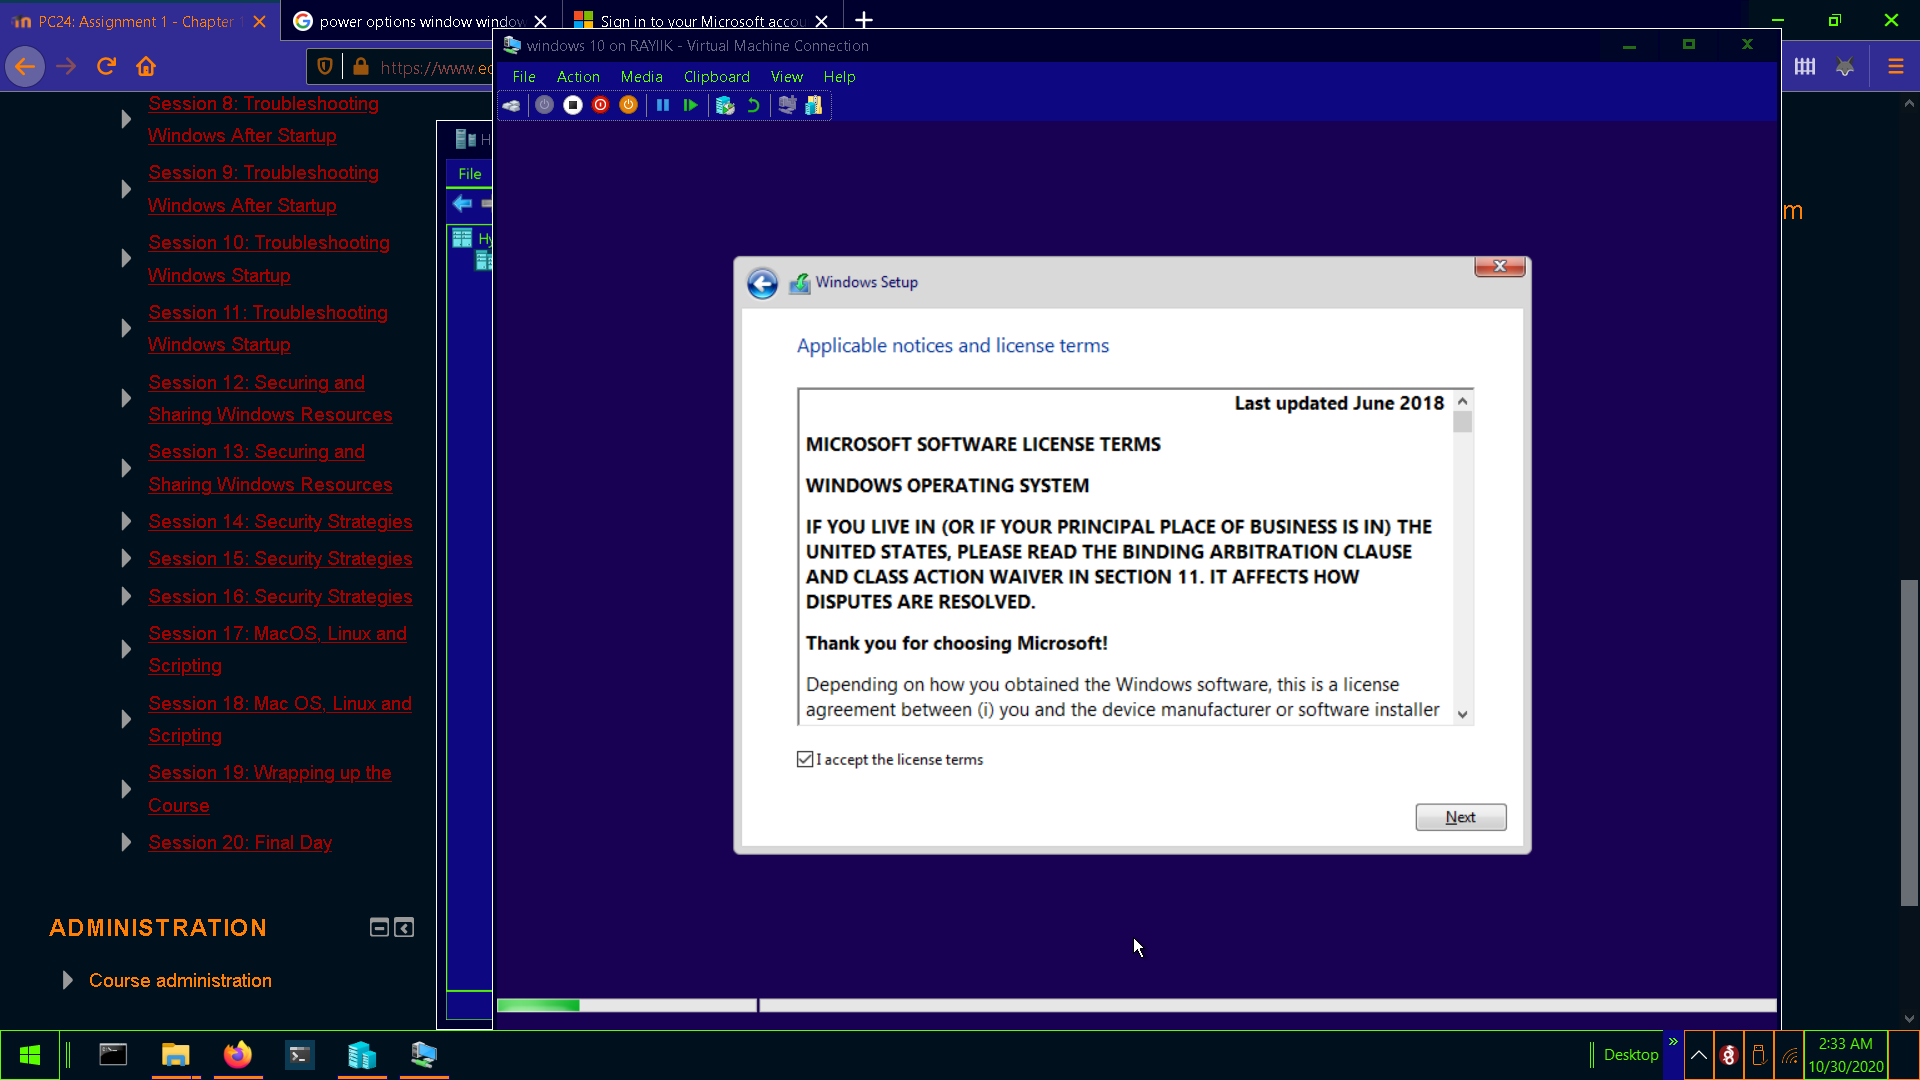 PC24: Assignment 1 - Chapter 1
power options window window
Sign in to your Microsoft accou
https://www.ec
windows 10 on RAYIIK - Virtual Machine Connection
File Action Media Clipboard View Help
Session 8: Troubleshooting
Windows After Startup
Session 9: Troubleshooting
Windows After Startup
Session 10: Troubleshooting
Windows Startup
Session 11: Troubleshooting
Windows Startup
Session 12: Securing and
Sharing Windows Resources
Session 13: Securing and
Sharing Windows Resources
Session 14: Security Strategies
Session 15: Security Strategies
Session 16: Security Strategies
Session 17: MacOS, Linux and
Scripting
Session 18: Mac OS, Linux and
Scripting
Session 19: Wrapping up the
Course
Session 20: Final Day
ADMINISTRATION
Course administration
H
File
Hy
m
Windows Setup
Applicable notices and license terms
Last updated June 2018
MICROSOFT SOFTWARE LICENSE TERMS
WINDOWS OPERATING SYSTEM
IF YOU LIVE IN (OR IF YOUR PRINCIPAL PLACE OF BUSINESS IS IN) THE
UNITED STATES, PLEASE READ THE BINDING ARBITRATION CLAUSE
AND CLASS ACTION WAIVER IN SECTION 11. IT AFFECTS HOW
DISPUTES ARE RESOLVED.
Thank you for choosing Microsoft!
Depending on how you obtained the Windows software, this is a license
agreement between (i) you and the device manufacturer or software installer
I accept the license terms
Next
Desktop
2:33 AM
10/30/2020